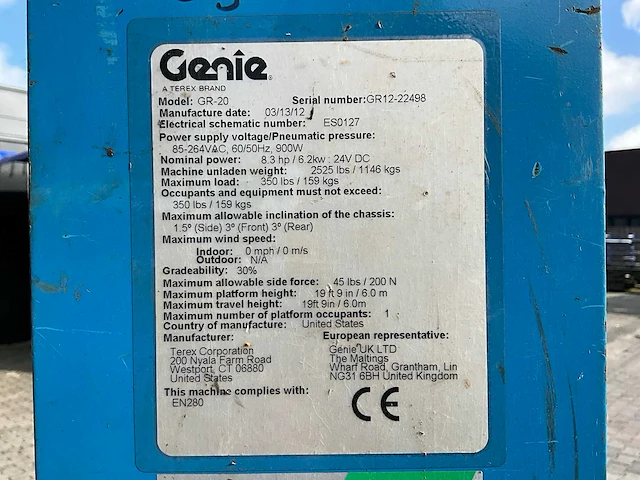 Genie
A TEREX BRAND
Model: GR-20 Serial number:GR12-22498
Manufacture date: 03/13/12
Electrical schematic number: ES0127
Power supply voltage/Pneumatic pressure:
85-264VAC, 60/50Hz, 900W
Nominal power: 8.3 hp / 6.2kw : 24V DC
Machine unladen weight: 2525 lbs / 1146 kgs
Maximum load: 350 lbs / 159 kgs
Occupants and equipment must not exceed:
350 lbs / 159 kgs
Maximum allowable inclination of the chassis:
1.5º (Side) 3º (Front) 3º (Rear)
Maximum wind speed:
Indoor: 0 mph / 0 m/s
Outdoor: N/A
Gradeability: 30%
Maximum allowable side force: 45 lbs / 200 N
Maximum platform height: 19 ft 9 in / 6.0 m
Maximum travel height: 19ft 9in / 6.0m
Maximum number of platform occupants: 1
Country of manufacture: United States
Manufacturer: European representative:
Terex Corporation Genie UK LTD
200 Nyala Farm Road The Maltings
Westport, CT 06880 Wharf Road, Grantham, Lin
United States NG31 6BH United Kingdom
This machine complies with:
EN280
CE